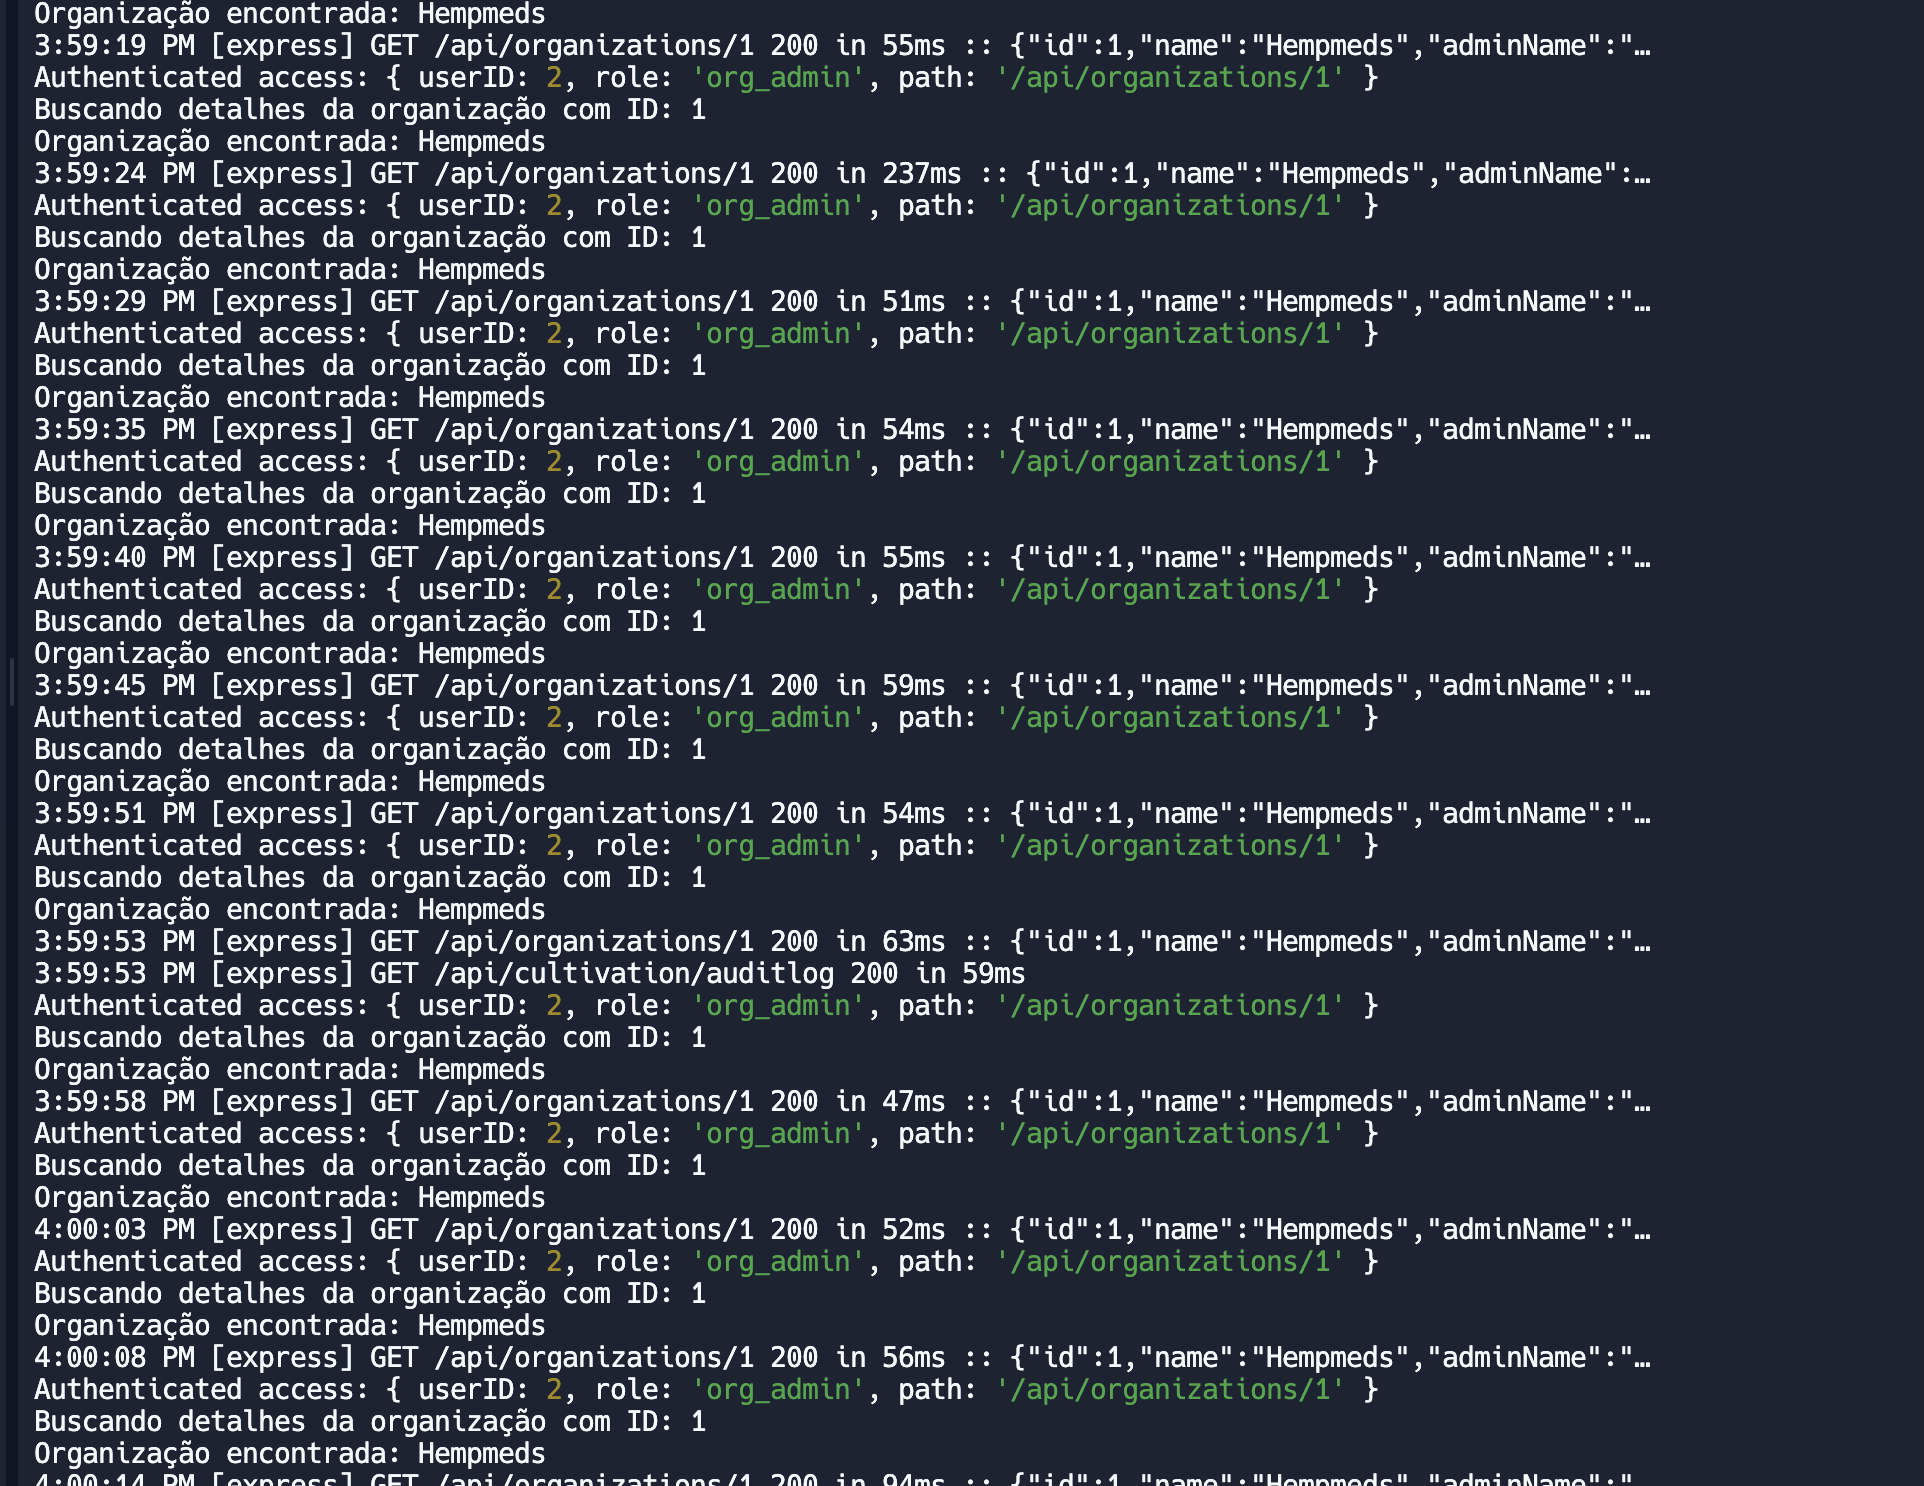 Organização encontrada: Hempmeds
3:59:19 PM [express] GET /api/organizations/1 200 in 55ms :: {"id":1,"name":"Hempmeds","adminName":"…
Authenticated access: { userID: 2, role: 'org_admin', path: '/api/organizations/1' }
Buscando detalhes da organização com ID: 1
Organização encontrada: Hempmeds
3:59:24 PM [express] GET /api/organizations/1 200 in 237ms :: {"id":1,"name":"Hempmeds","adminName":…
Authenticated access: { userID: 2, role: 'org_admin', path: '/api/organizations/1' }
Buscando detalhes da organização com ID: 1
Organização encontrada: Hempmeds
3:59:29 PM [express] GET /api/organizations/1 200 in 51ms :: {"id":1,"name":"Hempmeds","adminName":"…
Authenticated access: { userID: 2, role: 'org_admin', path: '/api/organizations/1' }
Buscando detalhes da organização com ID: 1
Organização encontrada: Hempmeds
3:59:35 PM [express] GET /api/organizations/1 200 in 54ms :: {"id":1,"name":"Hempmeds","adminName":"…
Authenticated access: { userID: 2, role: 'org_admin', path: '/api/organizations/1' }
Buscando detalhes da organização com ID: 1
Organização encontrada: Hempmeds
3:59:40 PM [express] GET /api/organizations/1 200 in 55ms :: {"id":1,"name":"Hempmeds","adminName":"…
Authenticated access: { userID: 2, role: 'org_admin', path: '/api/organizations/1' }
Buscando detalhes da organização com ID: 1
Organização encontrada: Hempmeds
3:59:45 PM [express] GET /api/organizations/1 200 in 59ms :: {"id":1,"name":"Hempmeds","adminName":"…
Authenticated access: { userID: 2, role: 'org_admin', path: '/api/organizations/1' }
Buscando detalhes da organização com ID: 1
Organização encontrada: Hempmeds
3:59:51 PM [express] GET /api/organizations/1 200 in 54ms :: {"id":1,"name":"Hempmeds","adminName":"…
Authenticated access: { userID: 2, role: 'org_admin', path: '/api/organizations/1' }
Buscando detalhes da organização com ID: 1
Organização encontrada: Hempmeds
3:59:53 PM [express] GET /api/organizations/1 200 in 63ms :: {"id":1,"name":"Hempmeds","adminName":"…
3:59:53 PM [express] GET /api/cultivation/auditlog 200 in 59ms
Authenticated access: { userID: 2, role: 'org_admin', path: '/api/organizations/1' }
Buscando detalhes da organização com ID: 1
Organização encontrada: Hempmeds
3:59:58 PM [express] GET /api/organizations/1 200 in 47ms :: {"id":1,"name":"Hempmeds","adminName":"…
Authenticated access: { userID: 2, role: 'org_admin', path: '/api/organizations/1' }
Buscando detalhes da organização com ID: 1
Organização encontrada: Hempmeds
4:00:03 PM [express] GET /api/organizations/1 200 in 52ms :: {"id":1,"name":"Hempmeds","adminName":"…
Authenticated access: { userID: 2, role: 'org_admin', path: '/api/organizations/1' }
Buscando detalhes da organização com ID: 1
Organização encontrada: Hempmeds
4:00:08 PM [express] GET /api/organizations/1 200 in 56ms :: {"id":1,"name":"Hempmeds","adminName":"…
Authenticated access: { userID: 2, role: 'org_admin', path: '/api/organizations/1' }
Buscando detalhes da organização com ID: 1
Organização encontrada: Hempmeds
4:00:14 PM [express] GET /api/organizations/1 200 in 94ms :: {"id":1,"name":"Hempmeds","adminName":"…